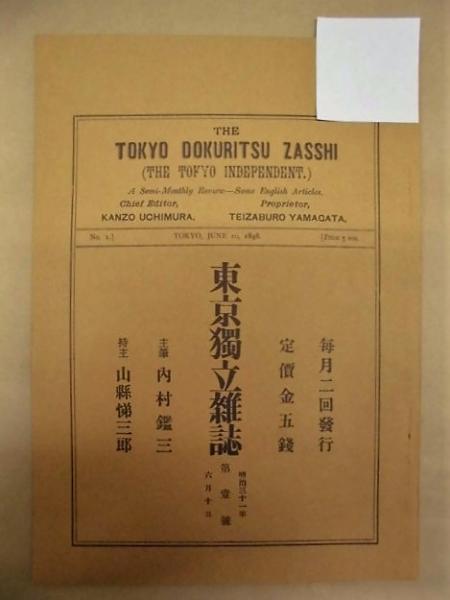 THE
TOKYO DOKURITSU ZASSHI
(THE TOKYO INDEPENDENT.)
A Semi-Monthly Review—Some English Articles.
Chief Editor, Proprietor,
KANZO UCHIMURA. TEIZABURO YAMAGATA.
No. 1.] TOKYO, JUNE 10, 1898. [Price 5 sen.
每月二回發行
定價金五錢
東京獨立雜誌
明治三十一年
第壹號
六月十日
主筆 內村鑑三
持主 山縣悌三郎